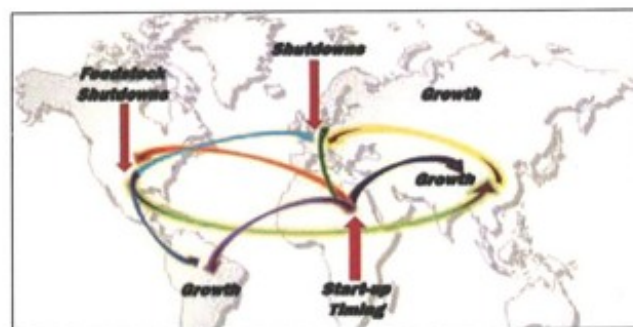 Shutdowns
Feedstock
Shutdowns
Growth
Growth
Growth
Start-up
Timing